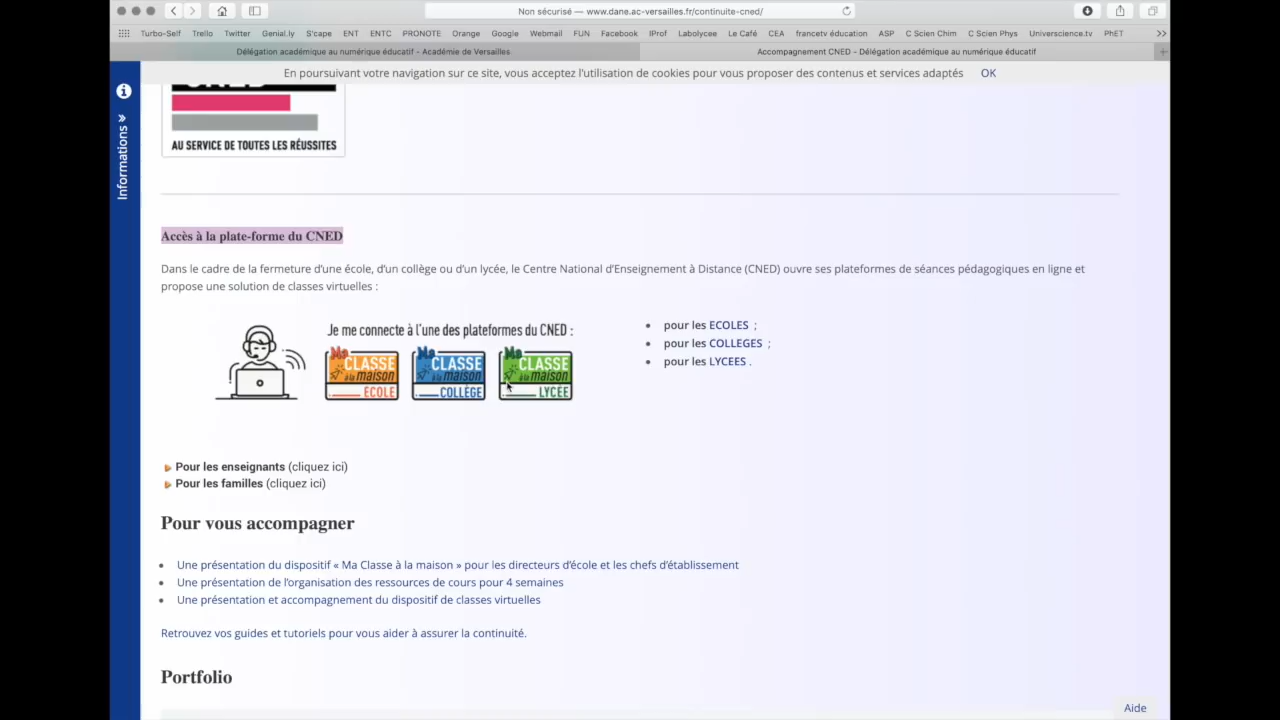 Non sécurisé — www.dane.ac-versailles.fr/continuite-cned/
Turbo-Self Trello Twitter Genial.ly S'cape ENT ENTC PRONOTE Orange Google Webmail FUN Facebook IProf Labolycee Le Café CEA francetv éducation ASP C Scien Chim C Scien Phys Universcience.tv PhET
Délégation académique au numérique éducatif - Académie de Versailles
Accompagnement CNED - Délégation académique au numérique éducatif
En poursuivant votre navigation sur ce site, vous acceptez l'utilisation de cookies pour vous proposer des contenus et services adaptés OK
Informations
CNED
AU SERVICE DE TOUTES LES RÉUSSITES
Accès à la plate-forme du CNED
Dans le cadre de la fermeture d'une école, d'un collège ou d'un lycée, le Centre National d'Enseignement à Distance (CNED) ouvre ses plateformes de séances pédagogiques en ligne et
propose une solution de classes virtuelles :
Je me connecte à l'une des plateformes du CNED :
Ma CLASSE à la maison ÉCOLE
Ma CLASSE à la maison COLLÈGE
Ma CLASSE à la maison LYCÉE
pour les ECOLES ;
pour les COLLEGES ;
pour les LYCEES .
Pour les enseignants (cliquez ici)
Pour les familles (cliquez ici)
Pour vous accompagner
Une présentation du dispositif « Ma Classe à la maison » pour les directeurs d'école et les chefs d'établissement
Une présentation de l'organisation des ressources de cours pour 4 semaines
Une présentation et accompagnement du dispositif de classes virtuelles
Retrouvez vos guides et tutoriels pour vous aider à assurer la continuité.
Portfolio
Aide